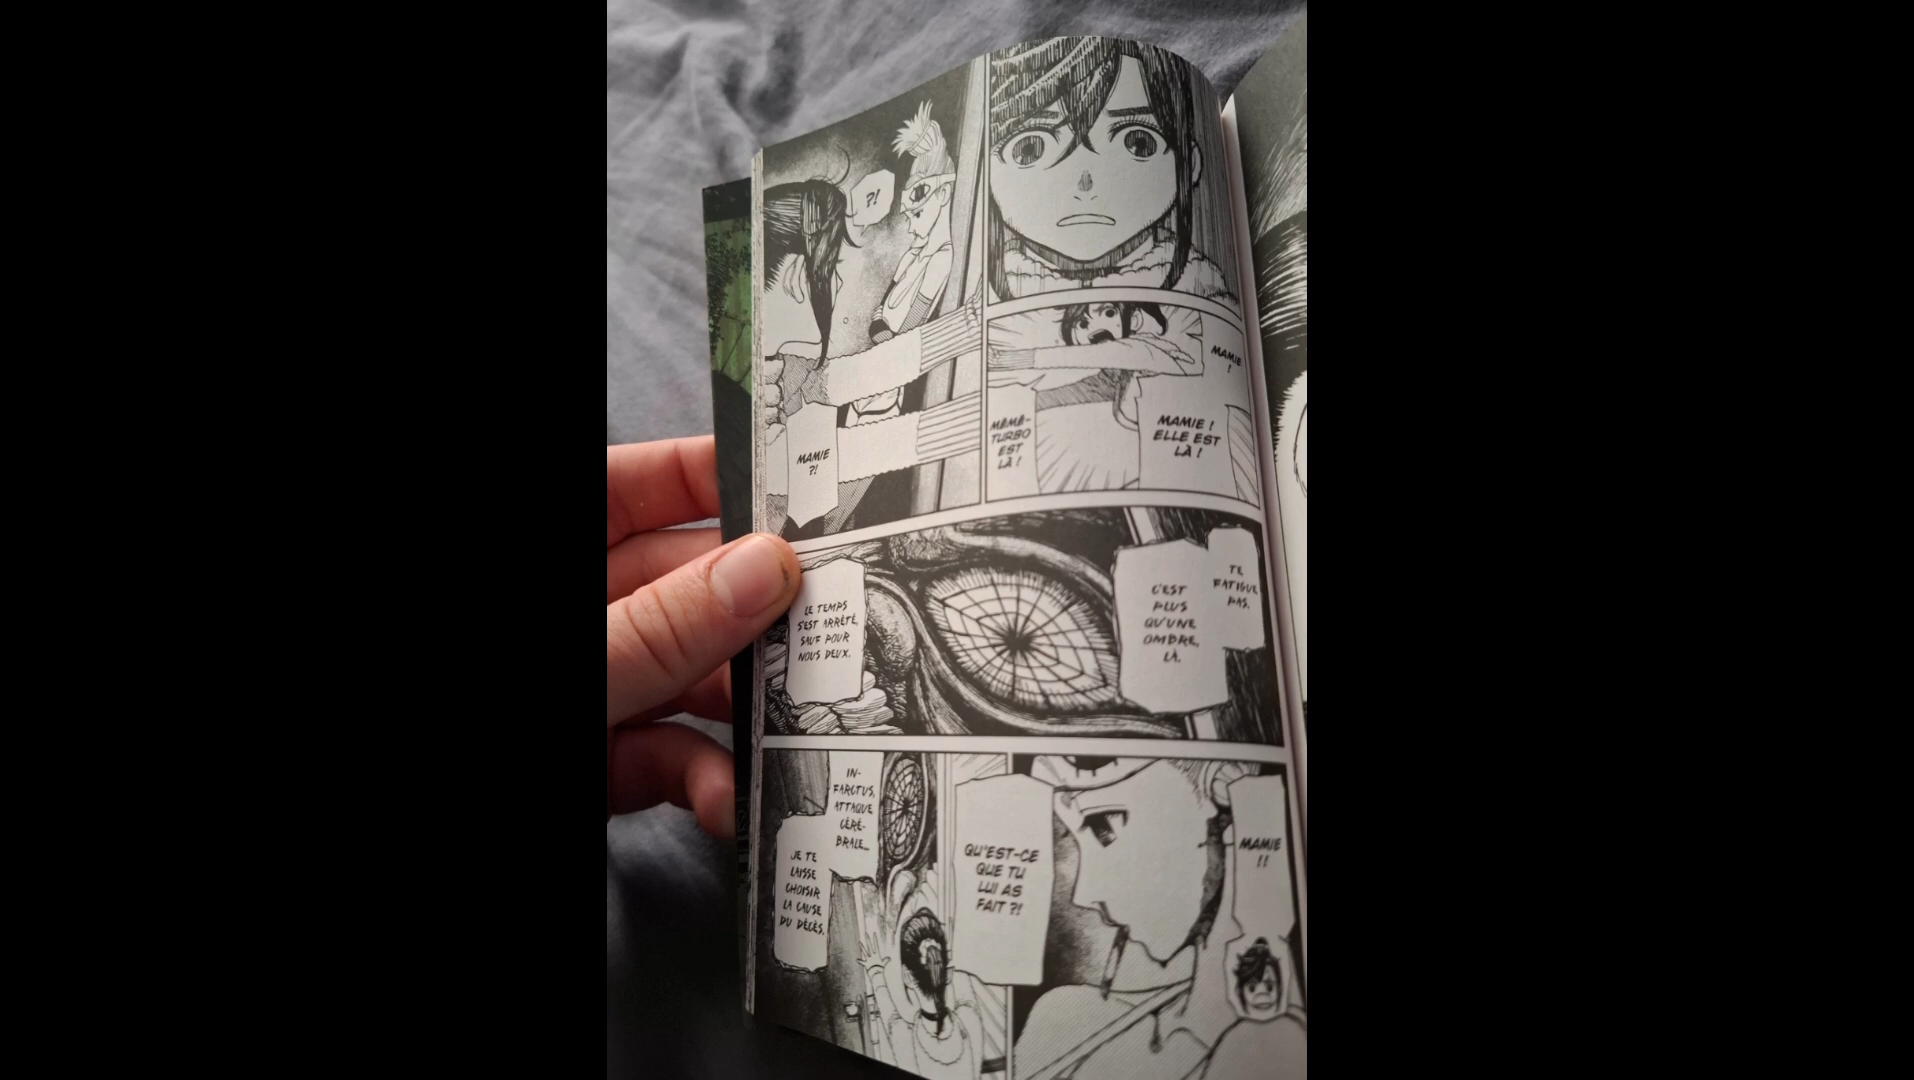 MAMIE
!
MAMIE !
ELLE EST
LÀ !
MÉMÉ-
TURBO
EST
LÀ !
?!
MAMIE
?!
TE
FATIGUE
PAS.
C'EST
PLUS
QU'UNE
OMBRE,
LÀ.
LE TEMPS
S'EST ARRÊTÉ,
SAUF POUR
NOUS DEUX.
MAMIE
!!
QU'EST-CE
QUE TU
LUI AS
FAIT ?!
IN-
FARCTUS,
ATTAQUE
CÉRÉ-
BRALE...
JE TE
LAISSE
CHOISIR
LA CAUSE
DU DÉCÈS.